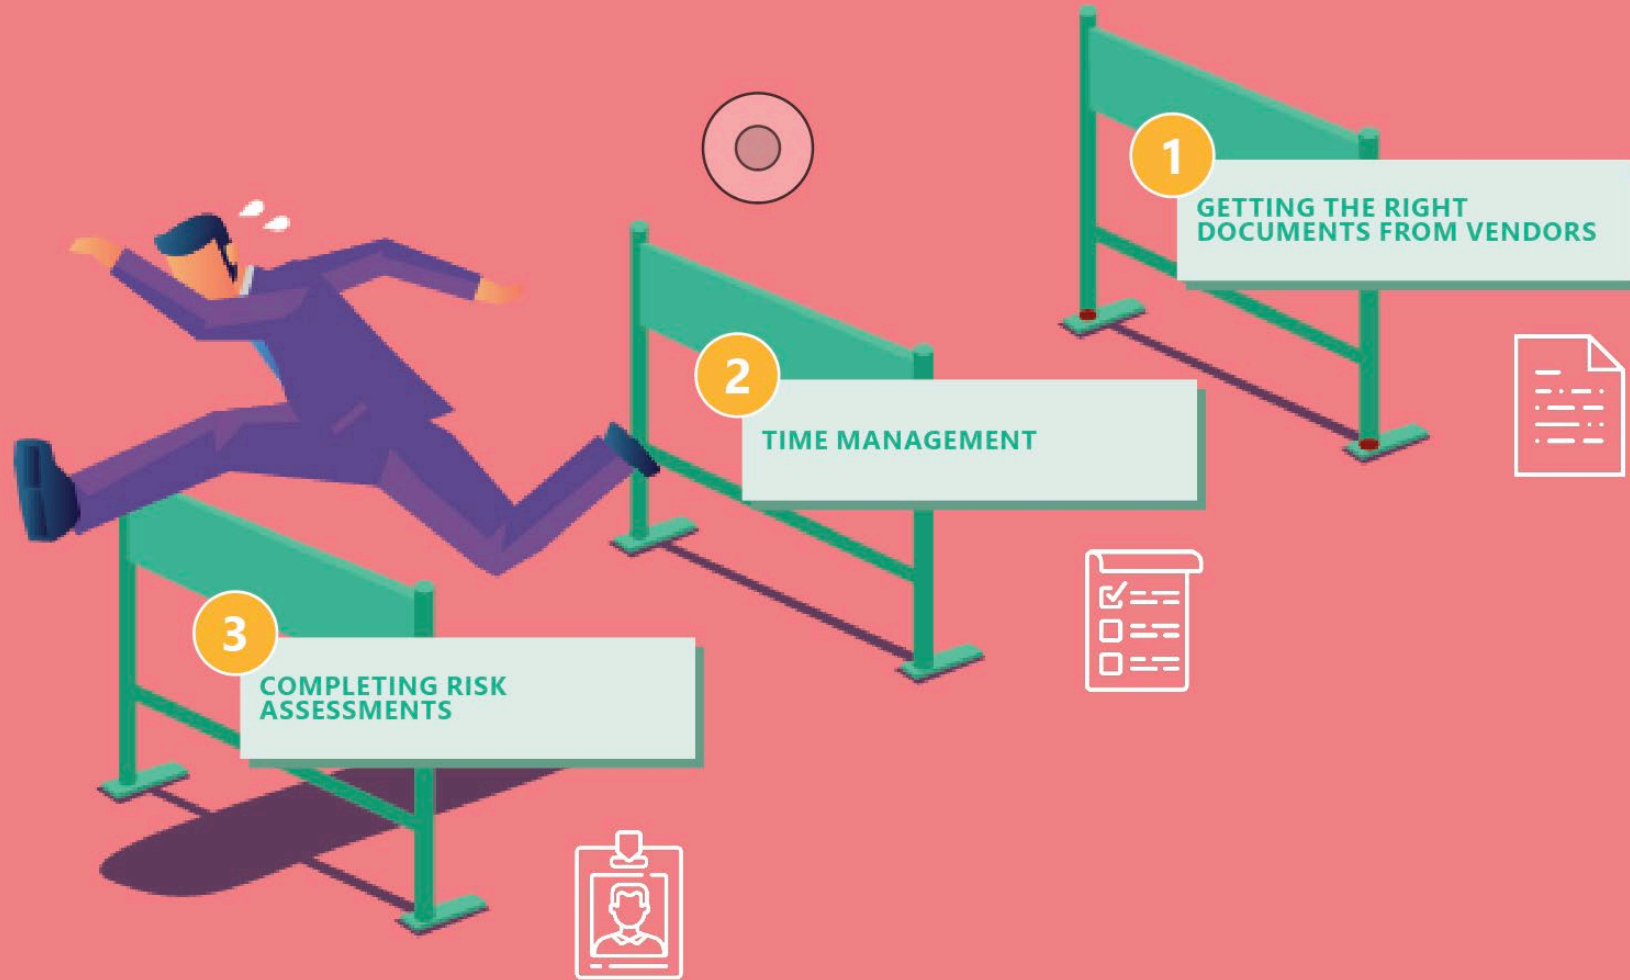 1
GETTING THE RIGHT
DOCUMENTS FROM VENDORS
2
TIME MANAGEMENT
3
COMPLETING RISK
ASSESSMENTS